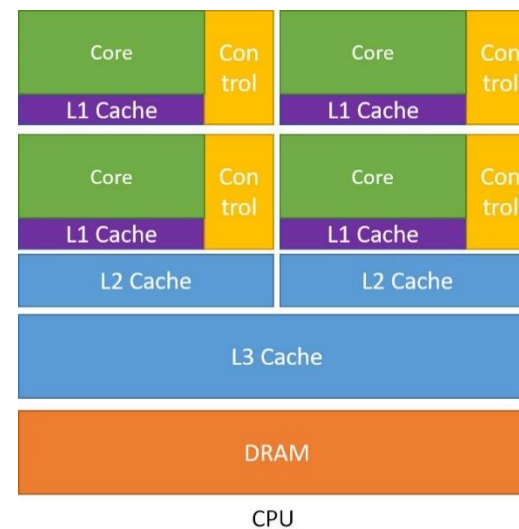 Core
Con
trol
L1 Cache
Core
Con
trol
L1 Cache
Core
Con
trol
L1 Cache
Core
Con
trol
L1 Cache
L2 Cache
L2 Cache
L3 Cache
DRAM
CPU